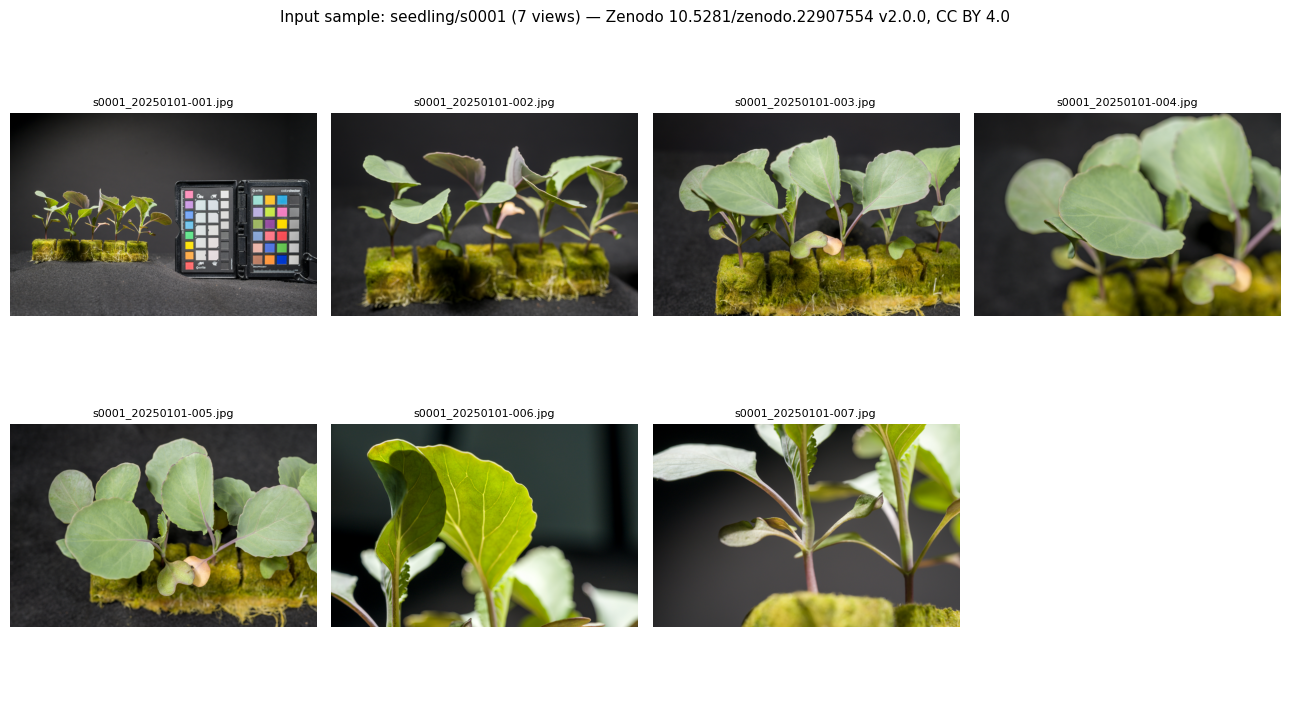 Input sample: seedling/s0001 (7 views) — Zenodo 10.5281/zenodo.22907554 v2.0.0, CC BY 4.0
s0001_20250101-001.jpg
s0001_20250101-002.jpg
s0001_20250101-003.jpg
s0001_20250101-004.jpg
s0001_20250101-005.jpg
s0001_20250101-006.jpg
s0001_20250101-007.jpg